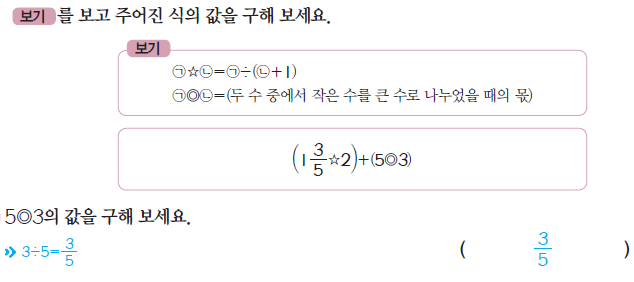 보기 를 보고 주어진 식의 값을 구해 보세요.
보기
㉠☆㉡=㉠÷(㉡+1)
㉠◎㉡=(두 수 중에서 작은 수를 큰 수로 나누었을 때의 몫)
(1 3/5 ☆2)+(5◎3)
5◎3의 값을 구해 보세요.
» 3÷5=3/5 ( 3/5 )